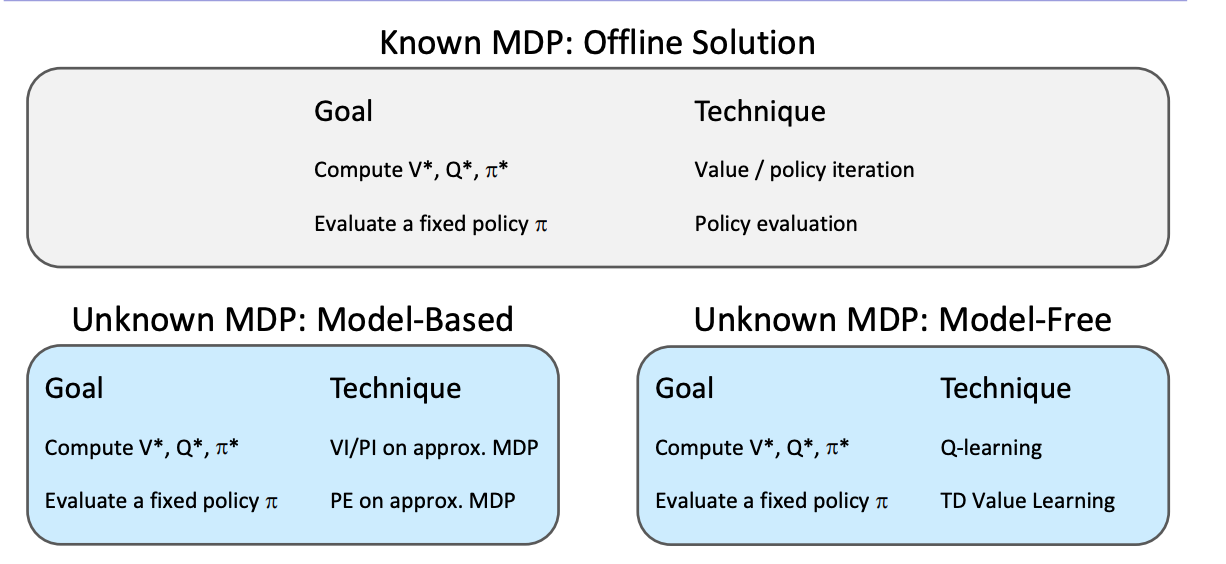 Known MDP: Offline Solution
Goal Technique
Compute V*, Q*, π* Value / policy iteration
Evaluate a fixed policy π Policy evaluation
Unknown MDP: Model-Based
Goal Technique
Compute V*, Q*, π* VI/PI on approx. MDP
Evaluate a fixed policy π PE on approx. MDP
Unknown MDP: Model-Free
Goal Technique
Compute V*, Q*, π* Q-learning
Evaluate a fixed policy π TD Value Learning